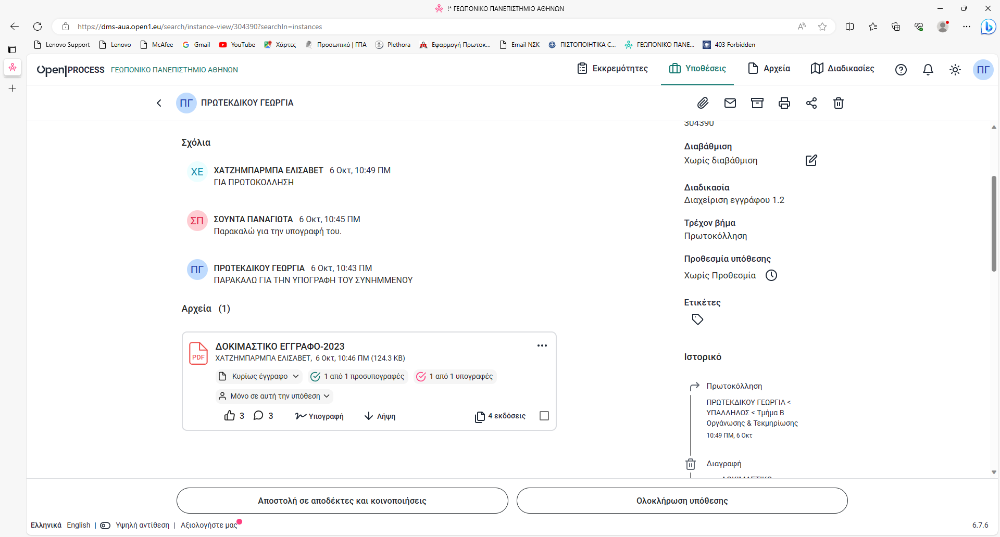 !* ΓΕΩΠΟΝΙΚΟ ΠΑΝΕΠΙΣΤΗΜΙΟ ΑΘΗΝΩΝ
https://dms-aua.open1.eu/search/instance-view/304390?searchIn=instances
Lenovo Support Lenovo McAfee Gmail YouTube Χάρτες Προσωπικό | ΓΠΑ Plethora Εφαρμογή Πρωτοκ... Email ΝΣΚ ΠΙΣΤΟΠΟΙΗΤΙΚΑ C... ΓΕΩΠΟΝΙΚΟ ΠΑΝΕ... 403 Forbidden
Open|PROCESS ΓΕΩΠΟΝΙΚΟ ΠΑΝΕΠΙΣΤΗΜΙΟ ΑΘΗΝΩΝ
Εκκρεμότητες Υποθέσεις Αρχεία Διαδικασίες ΠΓ
ΠΓ ΠΡΩΤΕΚΔΙΚΟΥ ΓΕΩΡΓΙΑ
Σχόλια
ΧΕ ΧΑΤΖΗΜΠΑΡΜΠΑ ΕΛΙΣΑΒΕΤ 6 Οκτ, 10:49 ΠΜ
ΓΙΑ ΠΡΩΤΟΚΟΛΛΗΣΗ
ΣΠ ΣΟΥΝΤΑ ΠΑΝΑΓΙΩΤΑ 6 Οκτ, 10:45 ΠΜ
Παρακαλώ για την υπογραφή του.
ΠΓ ΠΡΩΤΕΚΔΙΚΟΥ ΓΕΩΡΓΙΑ 6 Οκτ, 10:43 ΠΜ
ΠΑΡΑΚΑΛΩ ΓΙΑ ΤΗΝ ΥΠΟΓΡΑΦΗ ΤΟΥ ΣΥΝΗΜΜΕΝΟΥ
Αρχεία (1)
PDF
ΔΟΚΙΜΑΣΤΙΚΟ ΕΓΓΡΑΦΟ-2023
ΧΑΤΖΗΜΠΑΡΜΠΑ ΕΛΙΣΑΒΕΤ, 6 Οκτ, 10:46 ΠΜ (124.3 KB)
Κυρίως έγγραφο 1 από 1 προσυπογραφές 1 από 1 υπογραφές
Μόνο σε αυτή την υπόθεση
3 3 Υπογραφή Λήψη 4 εκδόσεις
304390
Διαβάθμιση
Χωρίς διαβάθμιση
Διαδικασία
Διαχείριση εγγράφου 1.2
Τρέχον βήμα
Πρωτοκόλληση
Προθεσμία υπόθεσης
Χωρίς Προθεσμία
Ετικέτες
Ιστορικό
Πρωτοκόλληση
ΠΡΩΤΕΚΔΙΚΟΥ ΓΕΩΡΓΙΑ <
ΥΠΑΛΛΗΛΟΣ < Τμήμα Β
Οργάνωσης & Τεκμηρίωσης
10:49 ΠΜ, 6 Οκτ
Διαγραφή
ΔΟΚΙΜΑΣΤΙΚΟ
Αποστολή σε αποδέκτες και κοινοποιήσεις Ολοκλήρωση υπόθεσης
Ελληνικά English | Υψηλή αντίθεση | Αξιολογήστε μας 6.7.6